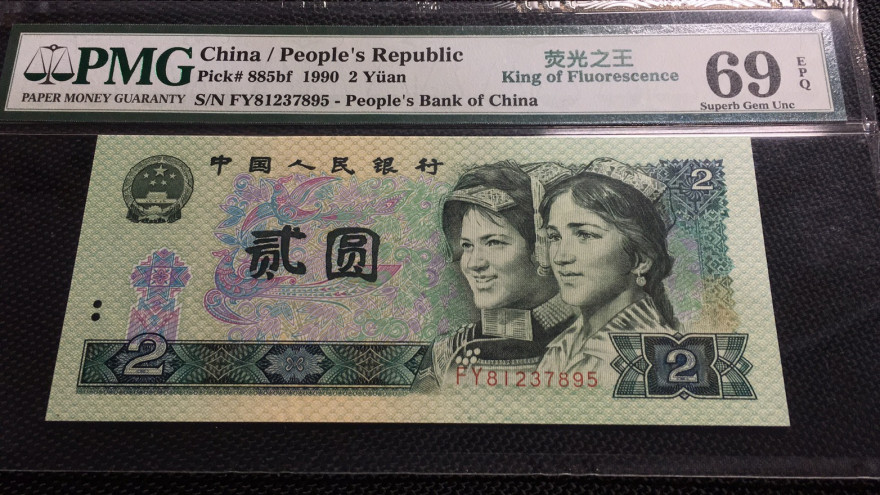 PMG
PAPER MONEY GUARANTY
China / People's Republic
Pick# 885bf 1990 2 Yüan
S/N FY81237895 - People's Bank of China
荧光之王
King of Fluorescence
69
EPQ
Superb Gem Unc
中国人民银行
2
贰圆
2
FY81237895
2